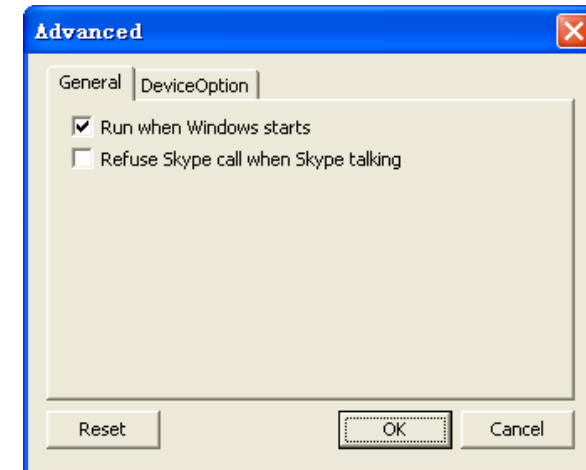 Advanced
General DeviceOption
Run when Windows starts
Refuse Skype call when Skype talking
Reset OK Cancel